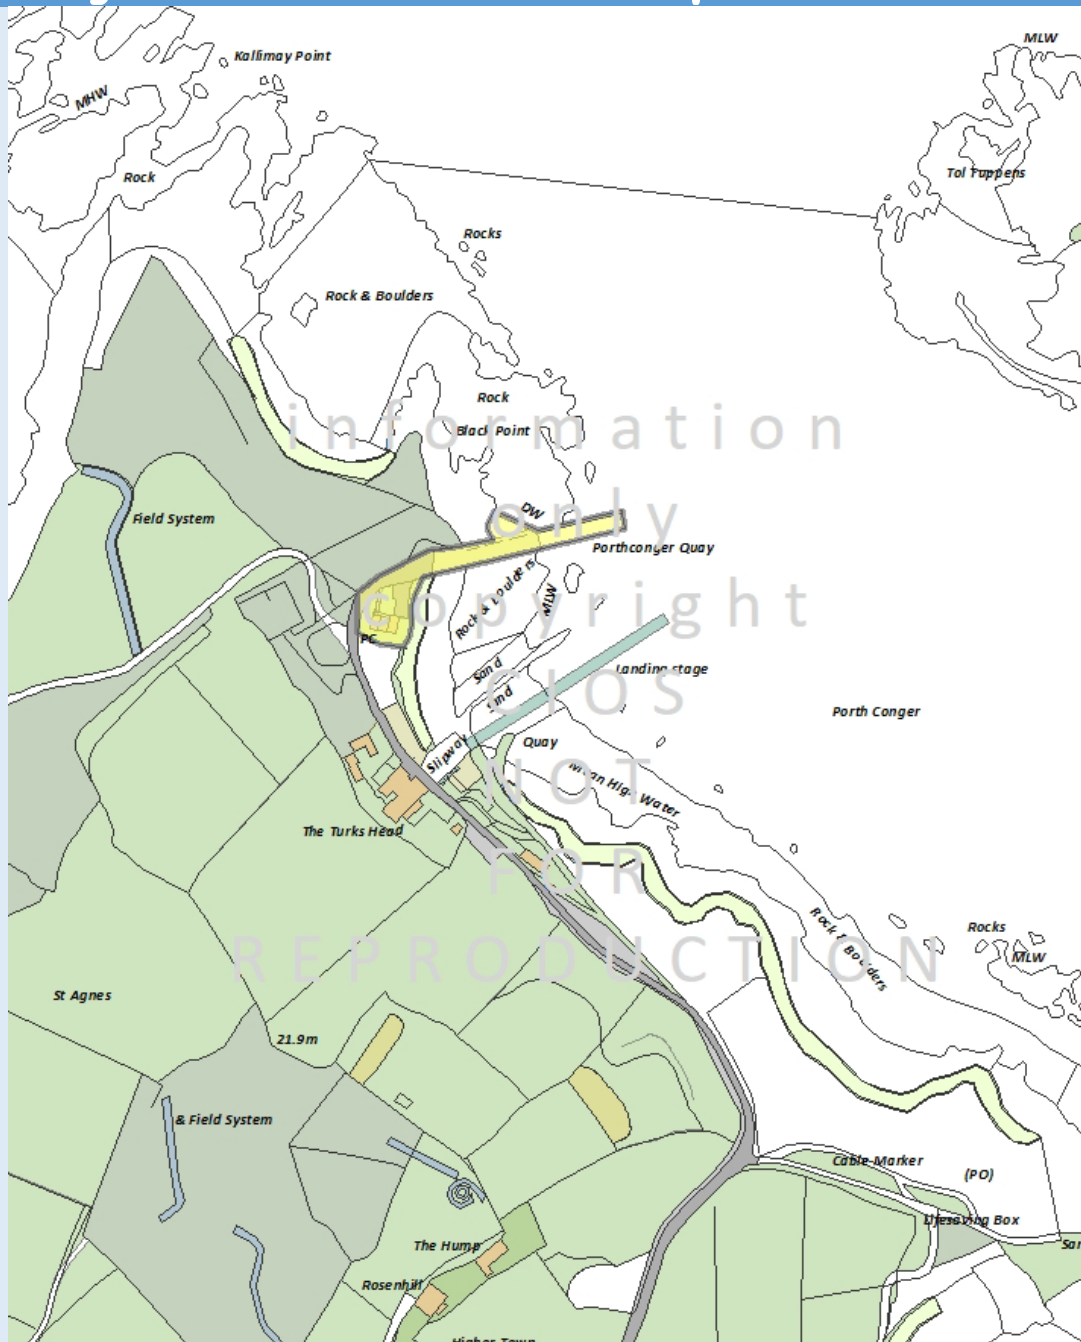 MLW
Kallimay Point
MHW
Tol Tuppens
Rock
Rocks
Rock & Boulders
Rock
information
Black Point
DW
only
Field System
Porthconger Quay
Rock & Boulders
MLW
copyright
PC
Sand
Landing stage
CIOS
Sand
Porth Conger
Quay
Slipway
NOT
Mean High Water
The Turks Head
FOR
Rock & Boulders
Rocks
REPRODUCTION
MLW
St Agnes
21.9m
& Field System
Cable Marker
(PO)
Lifesaving Box
The Hump
Rosenhill
Higher Town